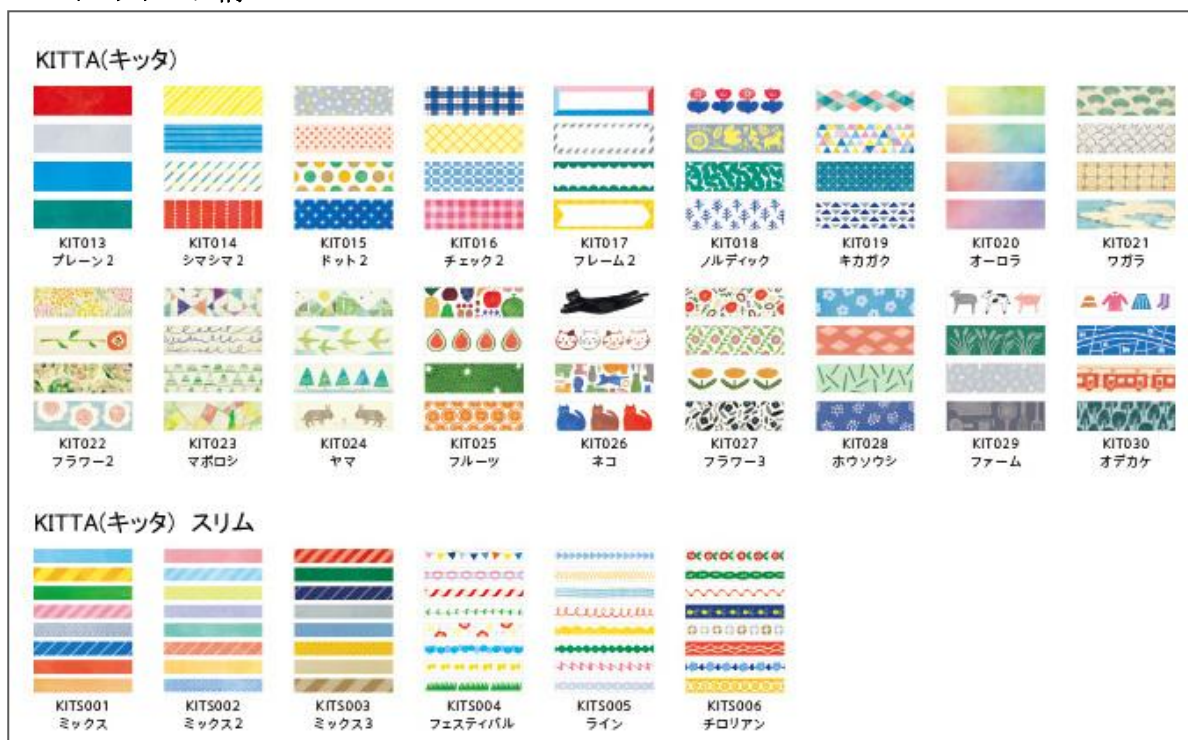 KITTA(キッタ)
KIT013 KIT014 KIT015 KIT016 KIT017 KIT018 KIT019 KIT020 KIT021
プレーン2 シマシマ2 ドット2 チェック2 フレーム2 ノルディック キカガク オーロラ ワガラ
KIT022 KIT023 KIT024 KIT025 KIT026 KIT027 KIT028 KIT029 KIT030
フラワー2 マボロシ ヤマ フルーツ ネコ フラワー3 ホウソウシ ファーム オデカケ
KITTA(キッタ) スリム
KITS001 KITS002 KITS003 KITS004 KITS005 KITS006
ミックス ミックス2 ミックス3 フェスティバル ライン チロリアン